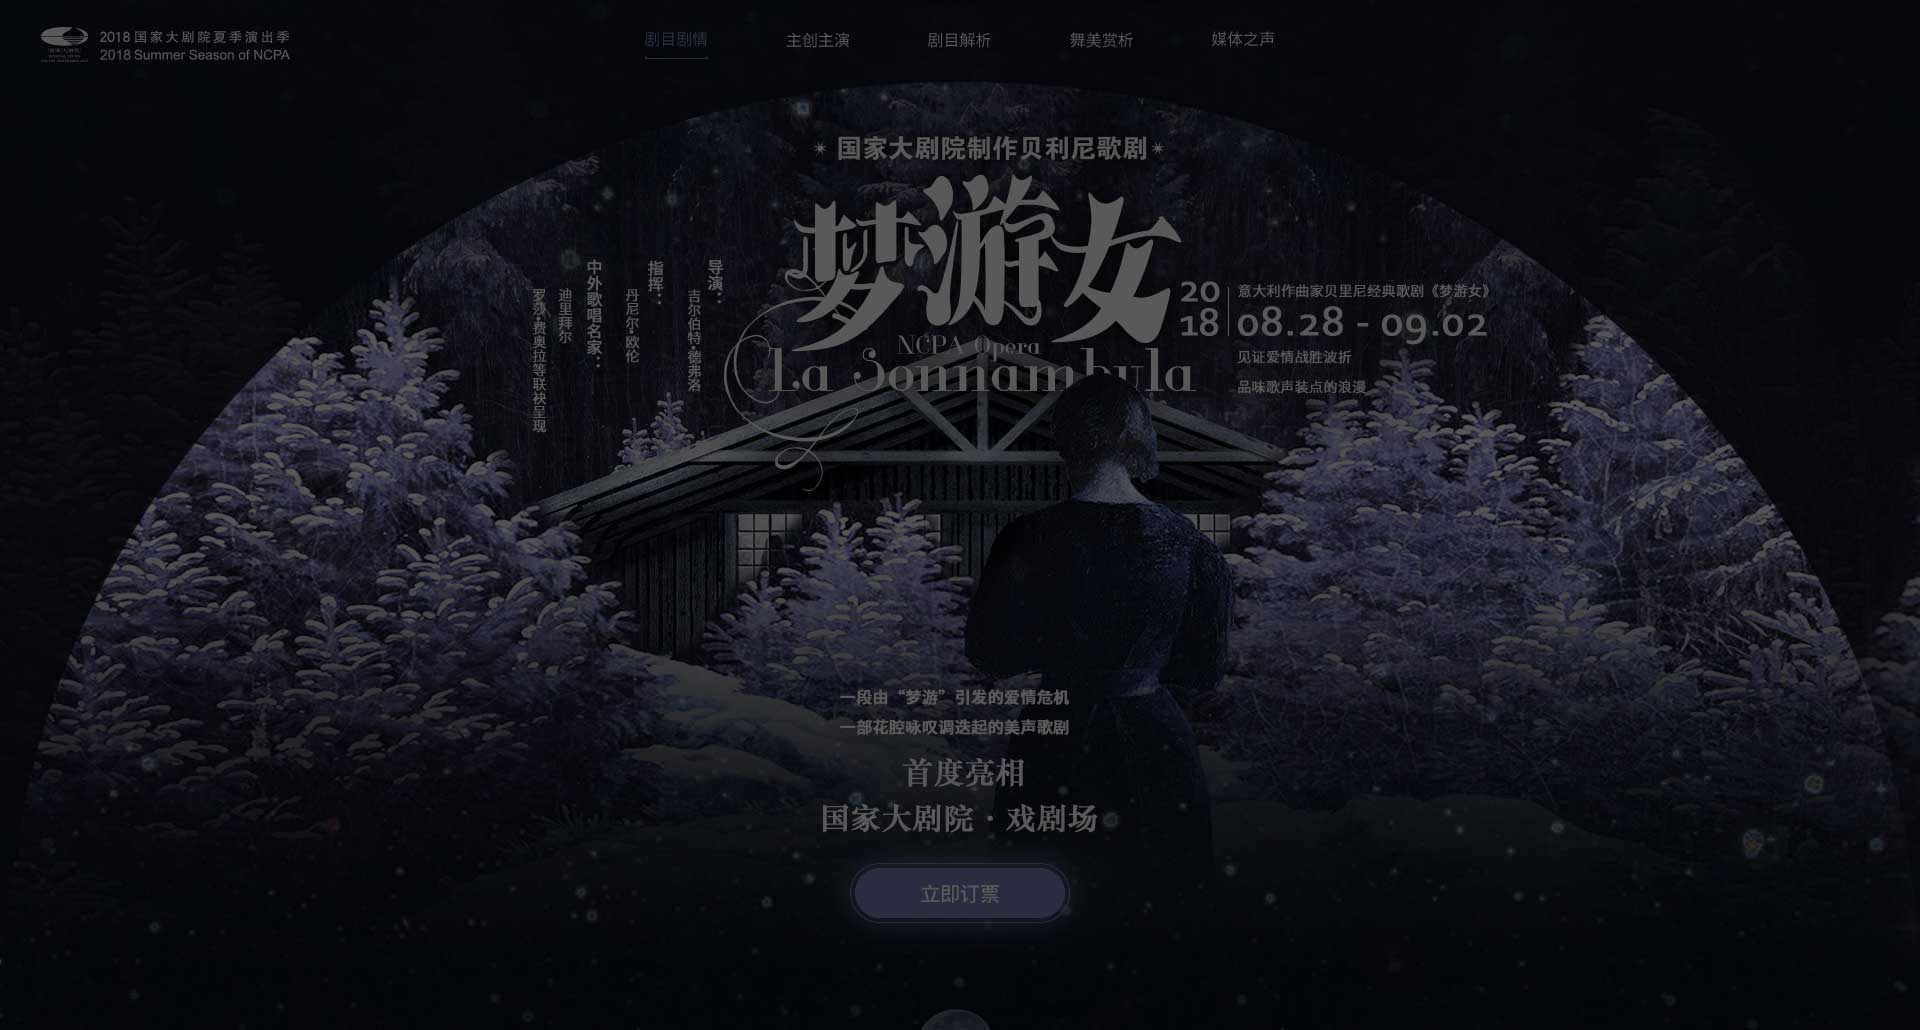 2018国家大剧院夏季演出季
2018 Summer Season of NCPA
剧目剧情
主创主演
剧目解析
舞美赏析
媒体之声
国家大剧院制作贝利尼歌剧
梦游女
NCPA Opera
La Sonnambula
导演：
吉尔伯特•德弗洛
指挥：
丹尼尔•欧伦
中外歌唱名家：
迪里拜尔
罗莎•费奥拉等联袂呈现
2018
意大利作曲家贝里尼经典歌剧《梦游女》
08.28 - 09.02
见证爱情战胜波折
品味歌声装点的浪漫
一段由“梦游”引发的爱情危机
一部花腔咏叹调迭起的美声歌剧
首度亮相
国家大剧院·戏剧场
立即订票